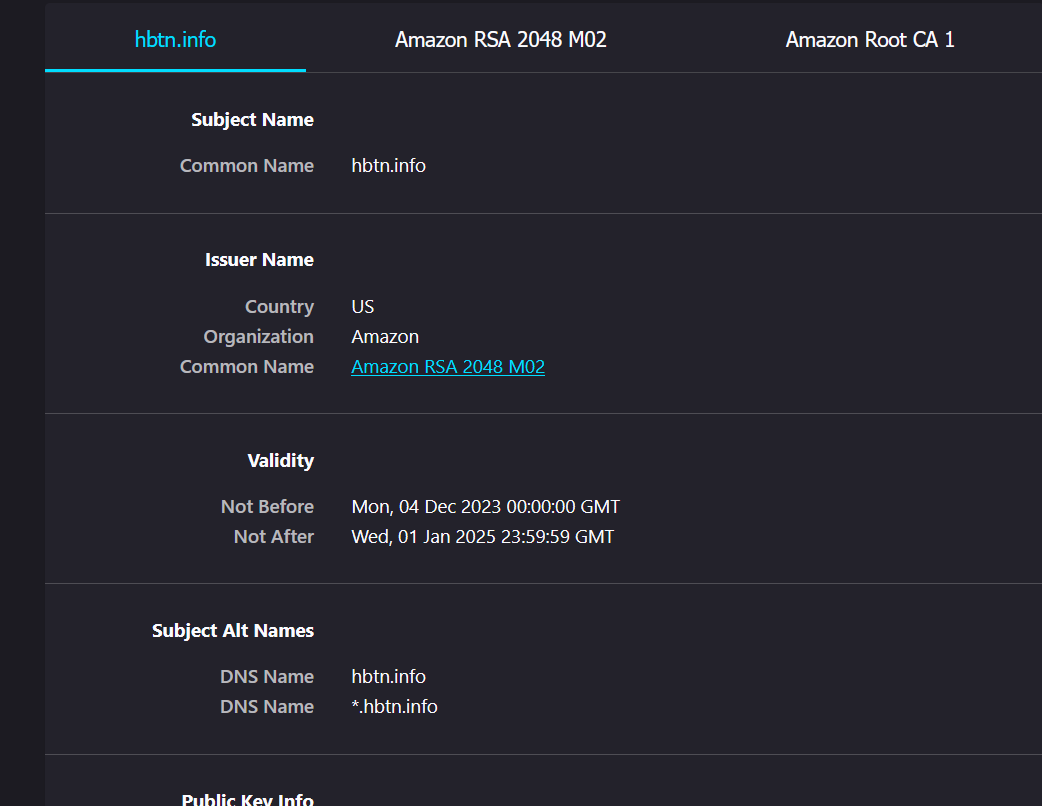 hbtn.info Amazon RSA 2048 M02 Amazon Root CA 1
Subject Name
Common Name hbtn.info
Issuer Name
Country US
Organization Amazon
Common Name Amazon RSA 2048 M02
Validity
Not Before Mon, 04 Dec 2023 00:00:00 GMT
Not After Wed, 01 Jan 2025 23:59:59 GMT
Subject Alt Names
DNS Name hbtn.info
DNS Name *.hbtn.info
Public Key Info